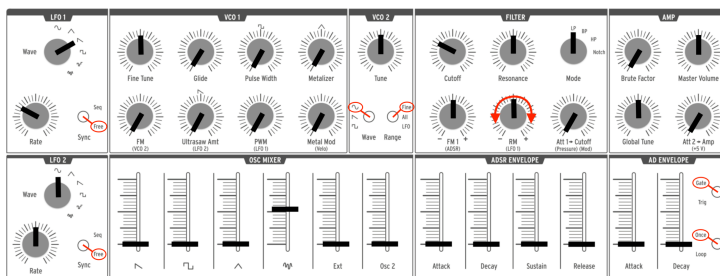 LFO 1
VCO 1
VCO 2
FILTER
AMP
Wave
Fine Tune
Glide
Pulse Width
Metalizer
Tune
Cutoff
Resonance
LP
BP
HP
Notch
Mode
Brute Factor
Master Volume
Rate
Seq
Free
Sync
FM
(VCO 2)
Ultrasaw Amt
(LFO 2)
PWM
(LFO 1)
Metal Mod
(Velo)
Wave
Fine
All
LFO
Range
− +
FM 1
(ADSR)
− +
RM
(LFO 1)
Att 1→ Cutoff
(Pressure) (Mod)
Global Tune
Att 2→ Amp
(+5 V)
LFO 2
OSC MIXER
ADSR ENVELOPE
AD ENVELOPE
Wave
Rate
Seq
Free
Sync
Ext
Osc 2
Attack
Decay
Sustain
Release
Attack
Decay
Gate
Trig
Once
Loop